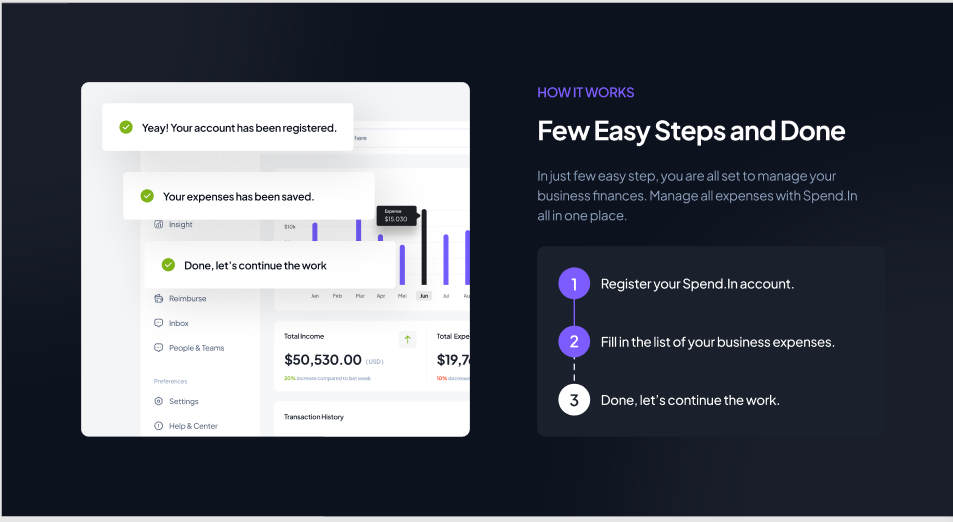 Yeay! Your account has been registered.
here
Your expenses has been saved.
Expense
$15.030
Insight
$10k
Done, let's continue the work
Jan Feb Mar Apr Mei Jun Jul Au
Reimburse
Inbox
People & Teams
Total Income
Total Expe
$50,530.00 (USD)
$19,7
20% increase compared to last week
10% decrease
Preferences
Settings
Transaction History
Help & Center
HOW IT WORKS
Few Easy Steps and Done
In just few easy step, you are all set to manage your
business finances. Manage all expenses with Spend.In
all in one place.
1 Register your Spend.In account.
2 Fill in the list of your business expenses.
3 Done, let's continue the work.